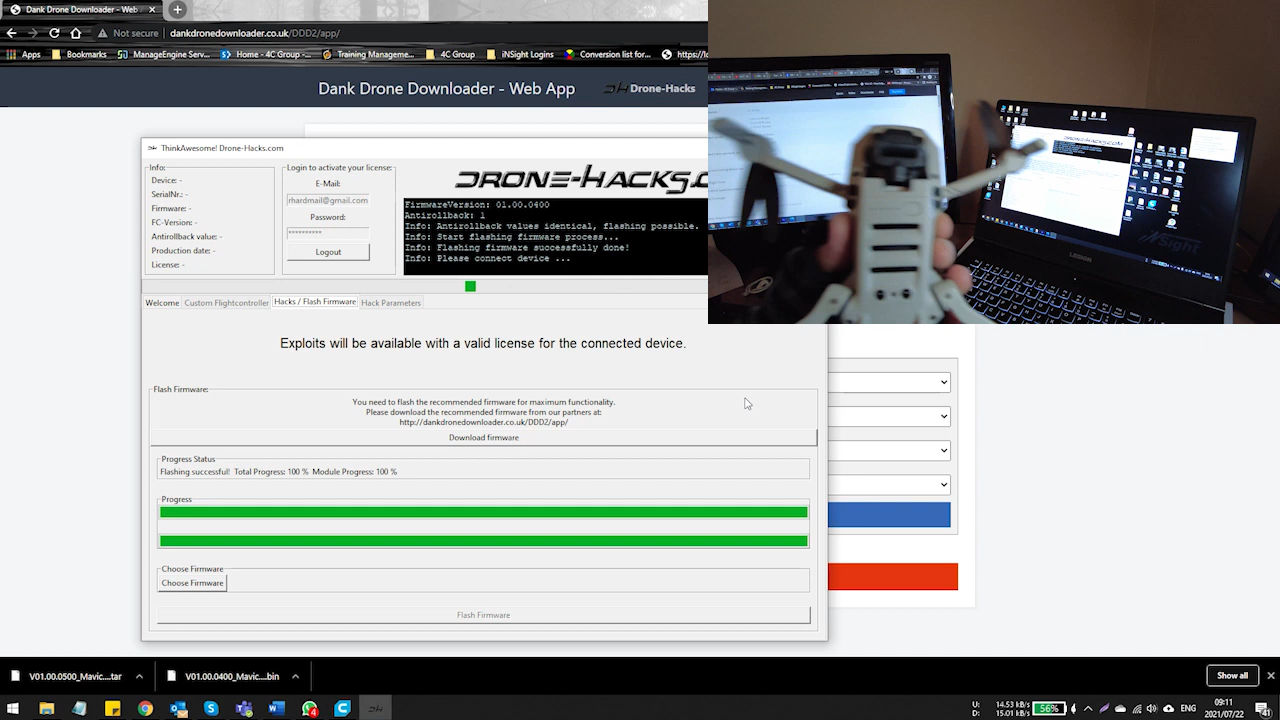 Dank Drone Downloader - Web
Not secure dankdronedownloader.co.uk/DDD2/app/
Apps Bookmarks ManageEngine Servic... Home - 4C Group -... Training Manageme... 4C Group iNSight Logins Conversion list for...
Dank Drone Downloader - Web App Drone-Hacks
ThinkAwesome! Drone-Hacks.com
Info:
Device: -
SerialNr.: -
Firmware: -
FC-Version: -
Antirollback value: -
Production date: -
License: -
Login to activate your license:
E-Mail:
rhardmail@gmail.com
Password:
**********
Logout
DRONE-HACKS.CO
FirmwareVersion: 01.00.0400
Antirollback: 1
Info: Antirollback values identical, flashing possible.
Info: Start flashing firmware process...
Info: Flashing firmware successfully done!
Info: Please connect device ...
Welcome Custom Flightcontroller Hacks / Flash Firmware Hack Parameters
Exploits will be available with a valid license for the connected device.
Flash Firmware:
You need to flash the recommended firmware for maximum functionality.
Please download the recommended firmware from our partners at:
http://dankdronedownloader.co.uk/DDD2/app/
Download firmware
Progress Status
Flashing successful! Total Progress: 100 % Module Progress: 100 %
Progress
Choose Firmware
Choose Firmware
Flash Firmware
LEGION
V01.00.0500_Mavic....tar V01.00.0400_Mavic....bin Show all
U: 14.53 kB/s
D: 15.01 kB/s
56%
ENG
09:11
2021/07/22